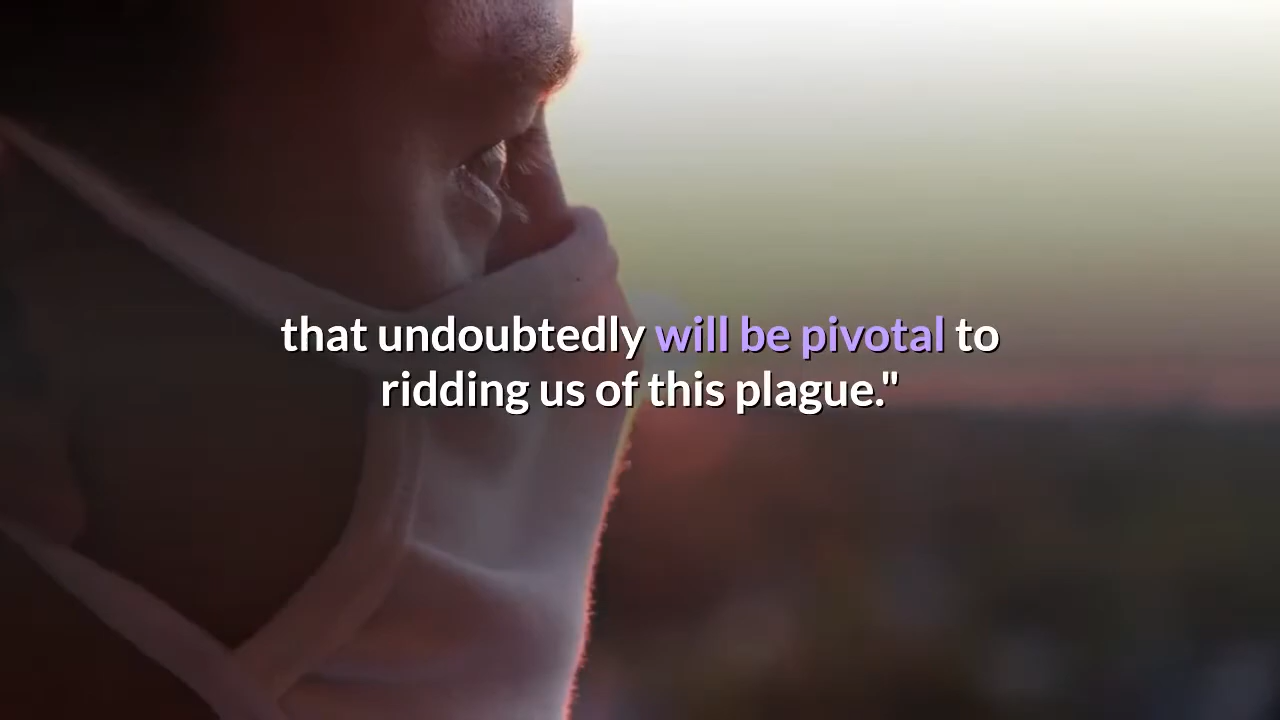 that undoubtedly will be pivotal to
ridding us of this plague."